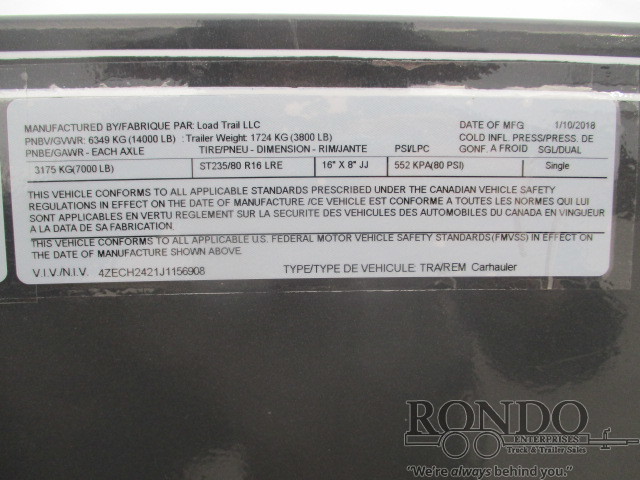 MANUFACTURED BY/FABRIQUE PAR: Load Trail LLC DATE OF MFG 1/10/2018
PNBV/GVWR: 6349 KG (14000 LB) : Trailer Weight: 1724 KG (3800 LB) COLD INFL. PRESS/PRESS. DE
PNBE/GAWR - EACH AXLE TIRE/PNEU - DIMENSION - RIM/JANTE PSI/LPC GONF. A FROID SGL/DUAL
3175 KG(7000 LB) ST235/80 R16 LRE 16" X 8" JJ 552 KPA(80 PSI) Single
THIS VEHICLE CONFORMS TO ALL APPLICABLE STANDARDS PRESCRIBED UNDER THE CANADIAN VEHICLE SAFETY
REGULATIONS IN EFFECT ON THE DATE OF MANUFACTURE./CE VEHICLE EST CONFORME A TOUTES LES NORMES QUI LUI
SONT APPLICABLES EN VERTU REGLEMENT SUR LA SECURITE DES VEHICULES DES AUTOMOBILES DU CANADA EN VINGUEUR
A LA DATA DE SA FABRICATION.
THIS VEHICLE CONFORMS TO ALL APPLICABLE U.S. FEDERAL MOTOR VEHICLE SAFETY STANDARDS(FMVSS) IN EFFECT ON
THE DATE OF MANUFACTURE SHOWN ABOVE.
V.I.V./N.I.V. 4ZECH2421J1156908 TYPE/TYPE DE VEHICULE: TRA/REM Carhauler
RONDO
ENTERPRISES
Truck & Trailer Sales
"We're always behind you."